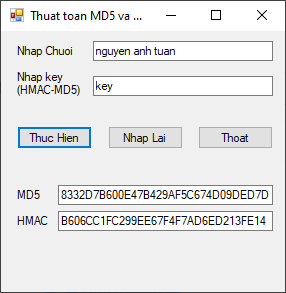 Thuat toan MD5 va ...
Nhap Chuoi nguyen anh tuan
Nhap key
(HMAC-MD5) key
Thuc Hien Nhap Lai Thoat
MD5 8332D7B600E47B429AF5C674D09DED7D
HMAC B606CC1FC299EE67F4F7AD6ED213FE14